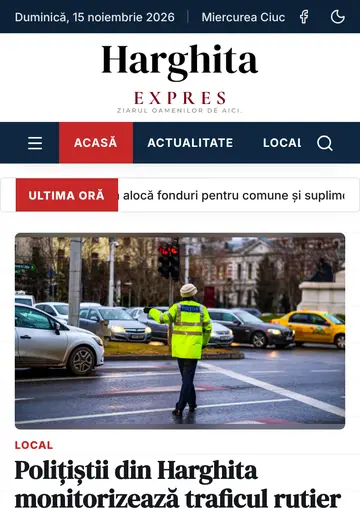 Duminică, 15 noiembrie 2026 | Miercurea Ciuc
Harghita
EXPRES
ZIARUL OAMENILOR DE AICI.
ACASĂ ACTUALITATE LOCAL
ULTIMA ORĂ alocă fonduri pentru comune și
LOCAL
Polițiștii din Harghita
monitorizează traficul rutier